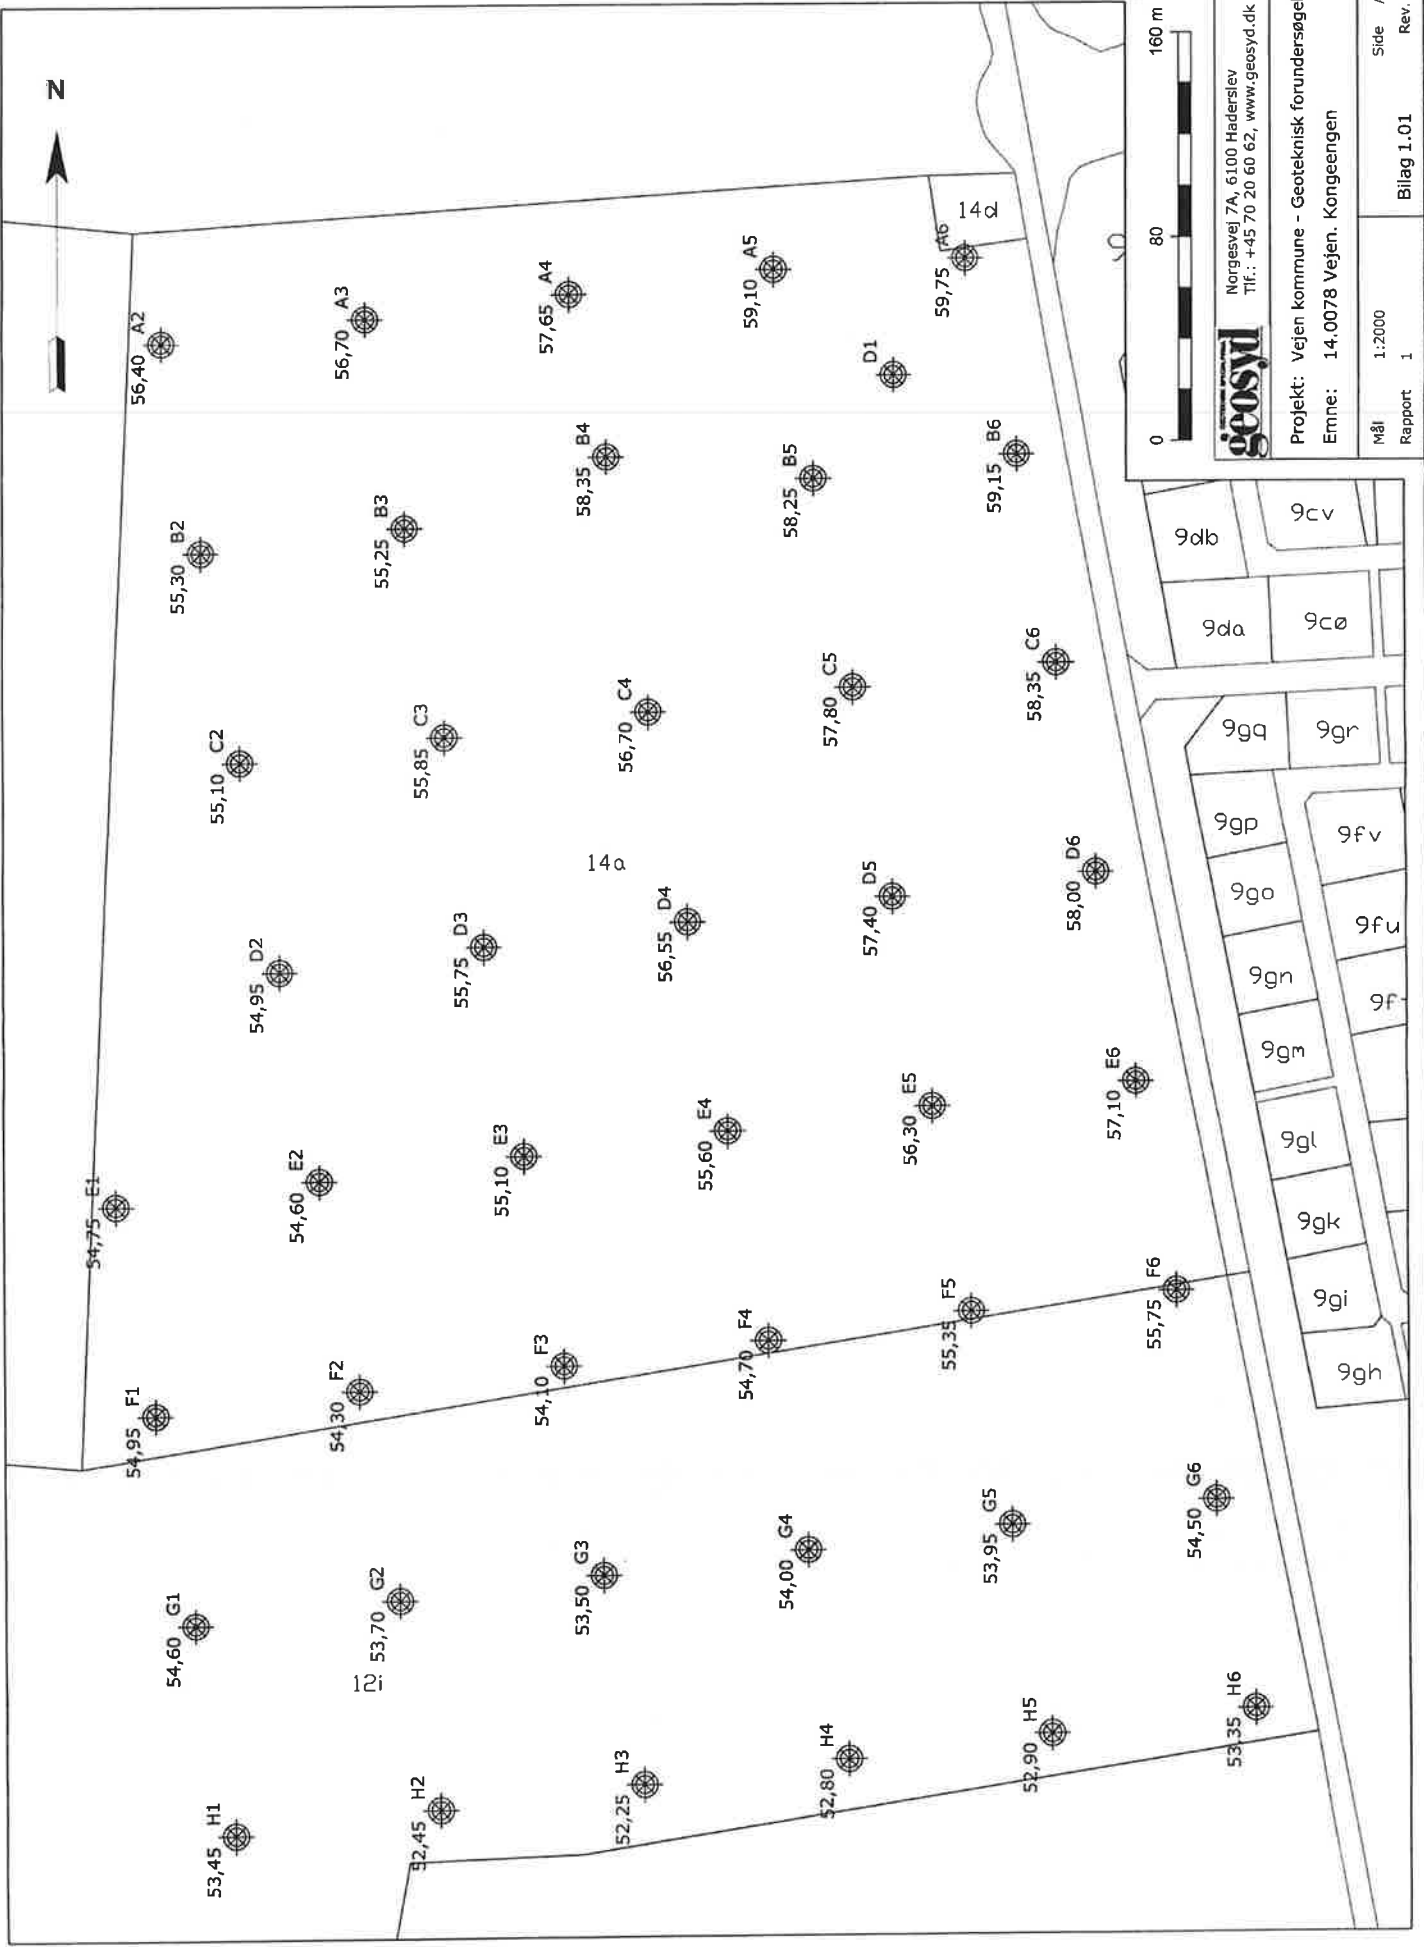 N
56,40 A2
56,70 A3
57,65 A4
59,10 A5
59,75 A6
14d
D1
55,30 B2
55,25 B3
58,35 B4
58,25 B5
59,15 B6
55,10 C2
55,85 C3
56,70 C4
57,80 C5
58,35 C6
14a
54,95 D2
55,75 D3
56,55 D4
57,40 D5
58,00 D6
54,75 E1
54,60 E2
55,10 E3
55,60 E4
56,30 E5
57,10 E6
54,95 F1
54,30 F2
54,10 F3
54,70 F4
55,35 F5
55,75 F6
54,60 G1
53,70 G2
53,50 G3
54,00 G4
53,95 G5
54,50 G6
12i
53,45 H1
52,45 H2
52,25 H3
52,80 H4
52,90 H5
53,35 H6
9db
9cv
9da
9cø
9gq
9gr
9gp
9fv
9go
9fu
9gn
9f
9gm
9gl
9gk
9gi
9gh
0 80 160 m
geosyd
Norgesvej 7A, 6100 Haderslev
Tlf.: +45 70 20 60 62, www.geosyd.dk
Projekt: Vejen kommune - Geoteknisk forundersøgel
Emne: 14.0078 Vejen. Kongeengen
Mål 1:2000 Side
Rapport 1 Bilag 1.01 Rev.